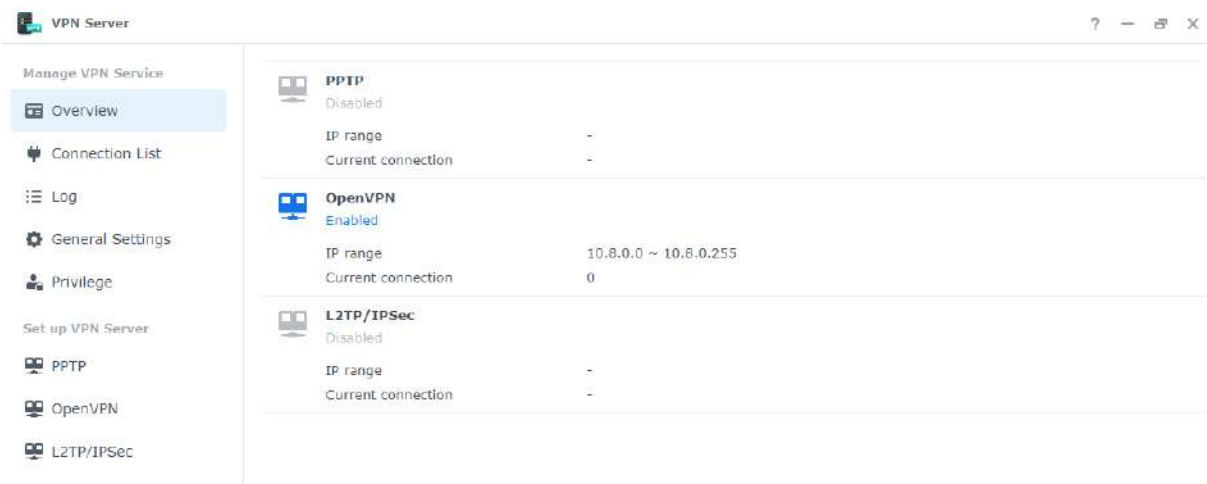 VPN Server
Manage VPN Service
Overview
Connection List
Log
General Settings
Privilege
Set up VPN Server
PPTP
OpenVPN
L2TP/IPSec
PPTP
Disabled
IP range -
Current connection -
OpenVPN
Enabled
IP range 10.8.0.0 ~ 10.8.0.255
Current connection 0
L2TP/IPSec
Disabled
IP range -
Current connection -